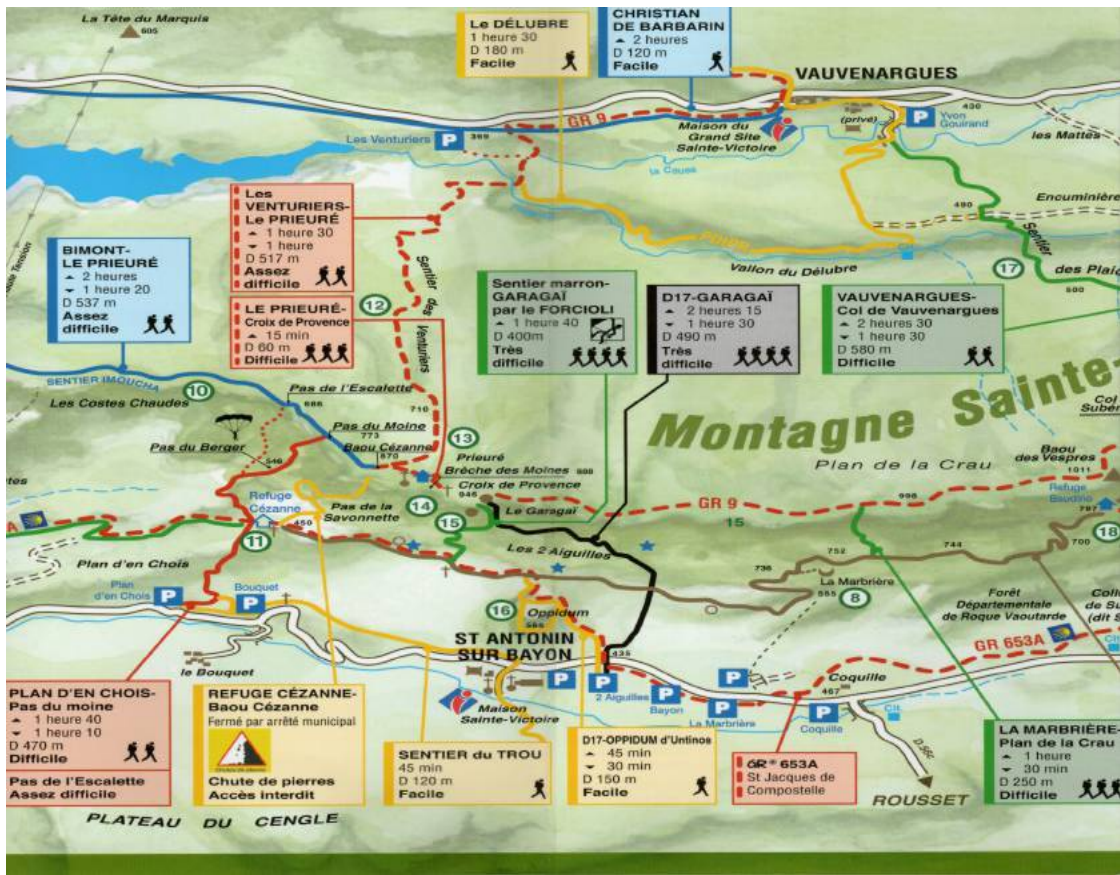 La Tête du Marquis
605
Le DÉLUBRE
1 heure 30
D 180 m
Facile
CHRISTIAN
DE BARBARIN
2 heures
D 120 m
Facile
VAUVENARGUES
430
(privé)
P
Yvon
Gouirand
les Mattes
GR 9
Maison du
Grand Site
Sainte-Victoire
Les Venturiers
P
369
la Cause
Les
VENTURIERS-
Le PRIEURÉ
1 heure 30
1 heure
D 517 m
Assez
difficile
490
Encuminière
Sentier
des Plaid
500
17
Vallon du Délubre
BIMONT-
LE PRIEURÉ
2 heures
1 heure 20
D 537 m
Assez
difficile
Tension
12
Sentier des
Venturiers
LE PRIEURÉ-
Croix de Provence
15 min
D 60 m
Difficile
Sentier marron-
GARAGAÏ
par le FORCIOLI
1 heure 40
D 400m
Très
difficile
D17-GARAGAÏ
2 heures 15
1 heure 30
D 490 m
Très
difficile
VAUVENARGUES-
Col de Vauvenargues
2 heures 30
1 heure 30
D 580 m
Difficile
SENTIER IMOUCHA
10
Les Costes Chaudes
Pas de l'Escalette
686
710
Pas du Moine
773
Baou Cézanne
870
Pas du Berger
546
13
Prieuré
Brèche des Moines
Croix de Provence
946
Montagne Sainte-
Plan de la Crau
Col
Baou
des Vespres
1011
Refuge
Baudino
787
18
Refuge
Cézanne
450
11
Pas de la
Savonnette
14
15
Le Garagaï
GR 9
15
Les 2 Aiguilles
752
744
700
736
La Marbrière
555
8
Plan d'en Chois
Plan
d'en Chois
P
Bouquet
P
le Bouquet
16
Oppidum
ST ANTONIN
SUR BAYON
435
P
P
2 Aiguilles
P
Bayon
P
La Marbrière
P
Coquille
Coquille
467
Cit.
Forêt
Départementale
de Roque Vaoutarde
GR 653A
D 56C
ROUSSET
Maison
Sainte-Victoire
PLAN D'EN CHOIS-
Pas du moine
1 heure 40
1 heure 10
D 470 m
Difficile
Pas de l'Escalette
Assez difficile
REFUGE CÉZANNE-
Baou Cézanne
Fermé par arrêté municipal
Chutes de pierres
Chute de pierres
Accès interdit
SENTIER du TROU
45 min
D 120 m
Facile
D17-OPPIDUM d'Untinos
45 min
30 min
D 150 m
Facile
GR® 653A
St Jacques de
Compostelle
LA MARBRIÈRE-
Plan de la Crau
1 heure
30 min
D 250 m
Difficile
PLATEAU DU CENGLE